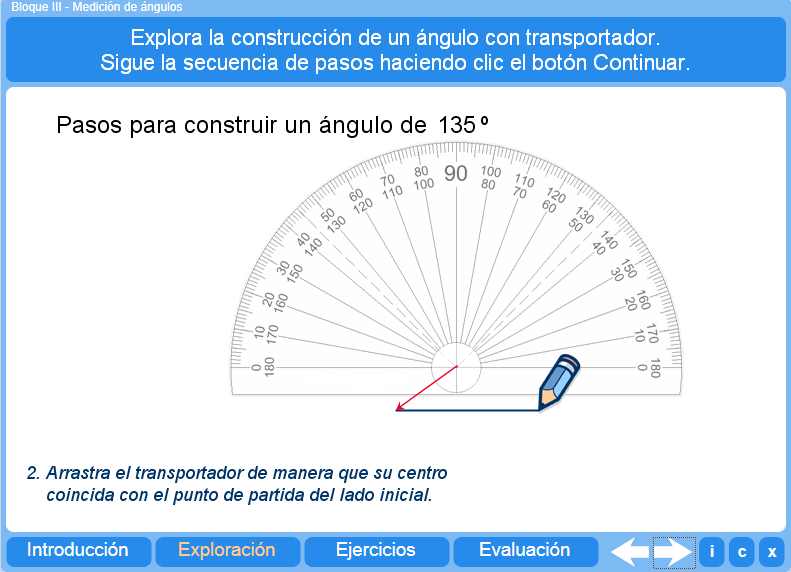 Bloque III - Medición de ángulos
Explora la construcción de un ángulo con transportador.
Sigue la secuencia de pasos haciendo clic el botón Continuar.
Pasos para construir un ángulo de 135º
0 10 20 30 40 50 60 70 80 90 100 110 120 130 140 150 160 170 180
180 170 160 150 140 130 120 110 100 80 70 60 50 40 30 20 10 0
2. Arrastra el transportador de manera que su centro
coincida con el punto de partida del lado inicial.
Introducción Exploración Ejercicios Evaluación i c x